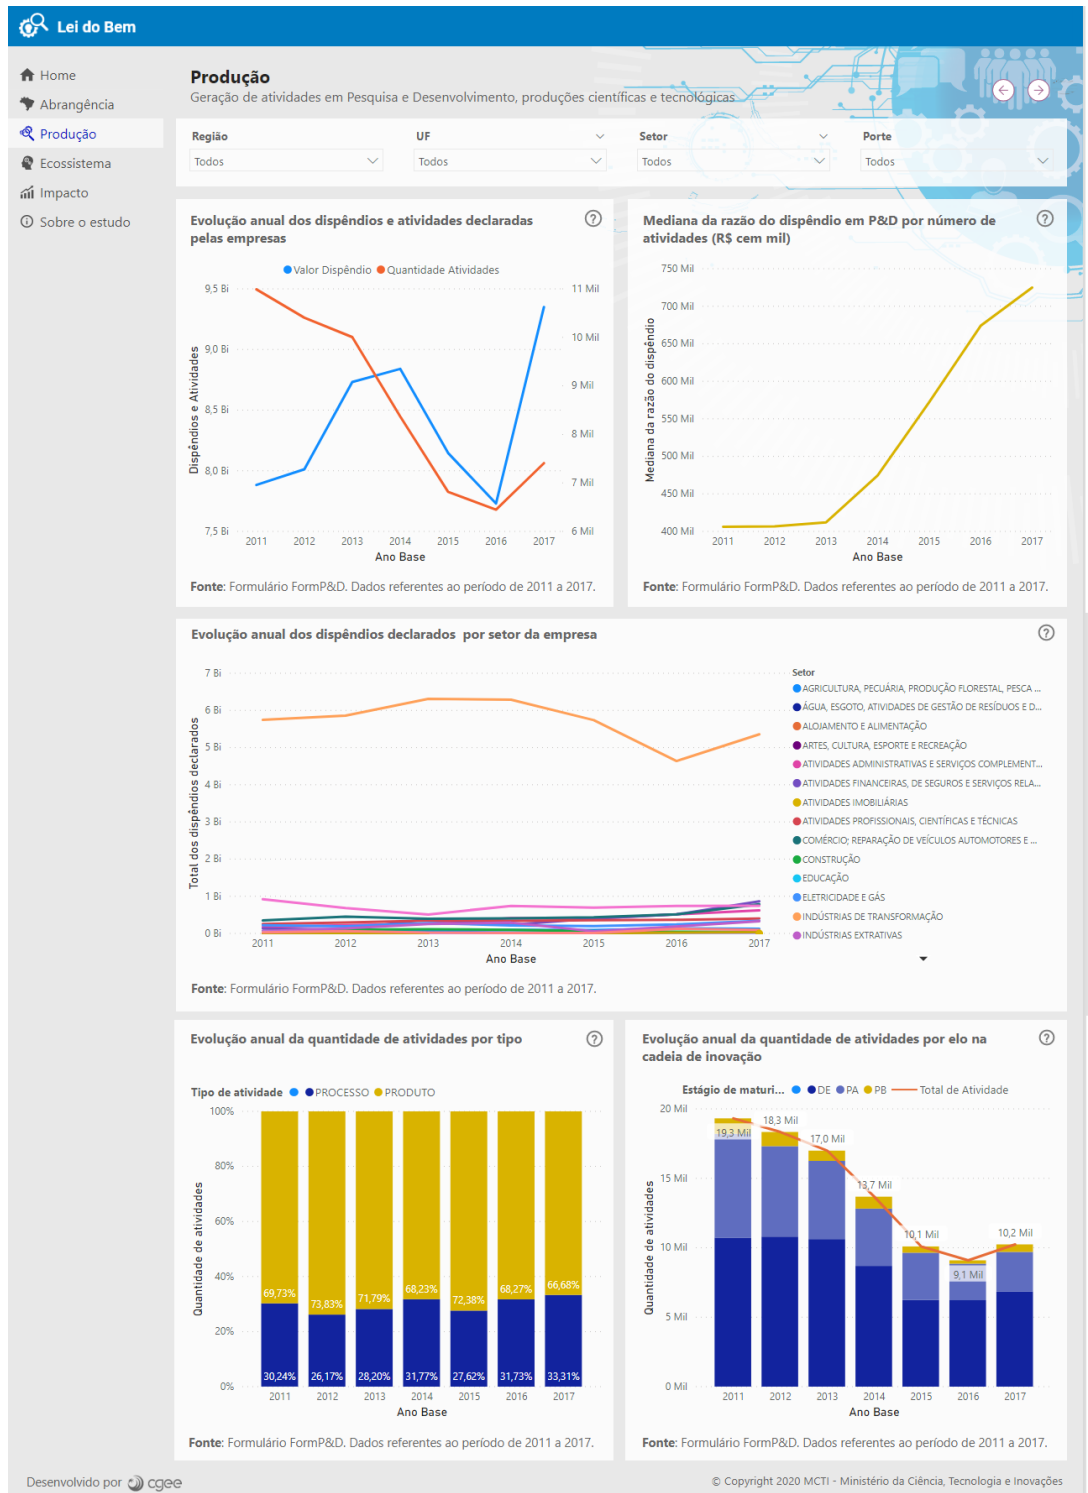 Lei do Bem
Home
Abrangência
Produção
Ecossistema
Impacto
Sobre o estudo
Produção
Geração de atividades em Pesquisa e Desenvolvimento, produções científicas e tecnológicas
Região UF Setor Porte
Todos Todos Todos Todos
Evolução anual dos dispêndios e atividades declaradas
pelas empresas
Valor Dispêndio Quantidade Atividades
9,5 Bi 11 Mil
10 Mil
9,0 Bi
9 Mil
8,5 Bi
8 Mil
8,0 Bi
7 Mil
7,5 Bi 6 Mil
Dispêndios e Atividades
2011 2012 2013 2014 2015 2016 2017
Ano Base
Fonte: Formulário FormP&D. Dados referentes ao período de 2011 a 2017.
Mediana da razão do dispêndio em P&D por número de
atividades (R$ cem mil)
750 Mil
700 Mil
650 Mil
600 Mil
550 Mil
500 Mil
450 Mil
400 Mil
Mediana da razão do dispêndio
2011 2012 2013 2014 2015 2016 2017
Ano Base
Fonte: Formulário FormP&D. Dados referentes ao período de 2011 a 2017.
Evolução anual dos dispêndios declarados por setor da empresa
7 Bi
6 Bi
5 Bi
4 Bi
3 Bi
2 Bi
1 Bi
0 Bi
Total dos dispêndios declarados
2011 2012 2013 2014 2015 2016 2017
Ano Base
Setor
AGRICULTURA, PECUÁRIA, PRODUÇÃO FLORESTAL, PESCA ...
ÁGUA, ESGOTO, ATIVIDADES DE GESTÃO DE RESÍDUOS E D...
ALOJAMENTO E ALIMENTAÇÃO
ARTES, CULTURA, ESPORTE E RECREAÇÃO
ATIVIDADES ADMINISTRATIVAS E SERVIÇOS COMPLEMENT...
ATIVIDADES FINANCEIRAS, DE SEGUROS E SERVIÇOS RELA...
ATIVIDADES IMOBILIÁRIAS
ATIVIDADES PROFISSIONAIS, CIENTÍFICAS E TÉCNICAS
COMÉRCIO; REPARAÇÃO DE VEÍCULOS AUTOMOTORES E ...
CONSTRUÇÃO
EDUCAÇÃO
ELETRICIDADE E GÁS
INDÚSTRIAS DE TRANSFORMAÇÃO
INDÚSTRIAS EXTRATIVAS
Fonte: Formulário FormP&D. Dados referentes ao período de 2011 a 2017.
Evolução anual da quantidade de atividades por tipo
Tipo de atividade PROCESSO PRODUTO
100%
80%
60%
40%
20%
0%
Quantidade de atividades
69,73% 73,83% 71,79% 68,23% 72,38% 68,27% 66,68%
30,24% 26,17% 28,20% 31,77% 27,62% 31,73% 33,31%
2011 2012 2013 2014 2015 2016 2017
Ano Base
Fonte: Formulário FormP&D. Dados referentes ao período de 2011 a 2017.
Evolução anual da quantidade de atividades por elo na
cadeia de inovação
Estágio de maturi... DE PA PB Total de Atividade
20 Mil
15 Mil
10 Mil
5 Mil
0 Mil
Quantidade de atividades
19,3 Mil 18,3 Mil 17,0 Mil 13,7 Mil 10,1 Mil 9,1 Mil 10,2 Mil
2011 2012 2013 2014 2015 2016 2017
Ano Base
Fonte: Formulário FormP&D. Dados referentes ao período de 2011 a 2017.
Desenvolvido por cgee
© Copyright 2020 MCTI - Ministério da Ciência, Tecnologia e Inovações